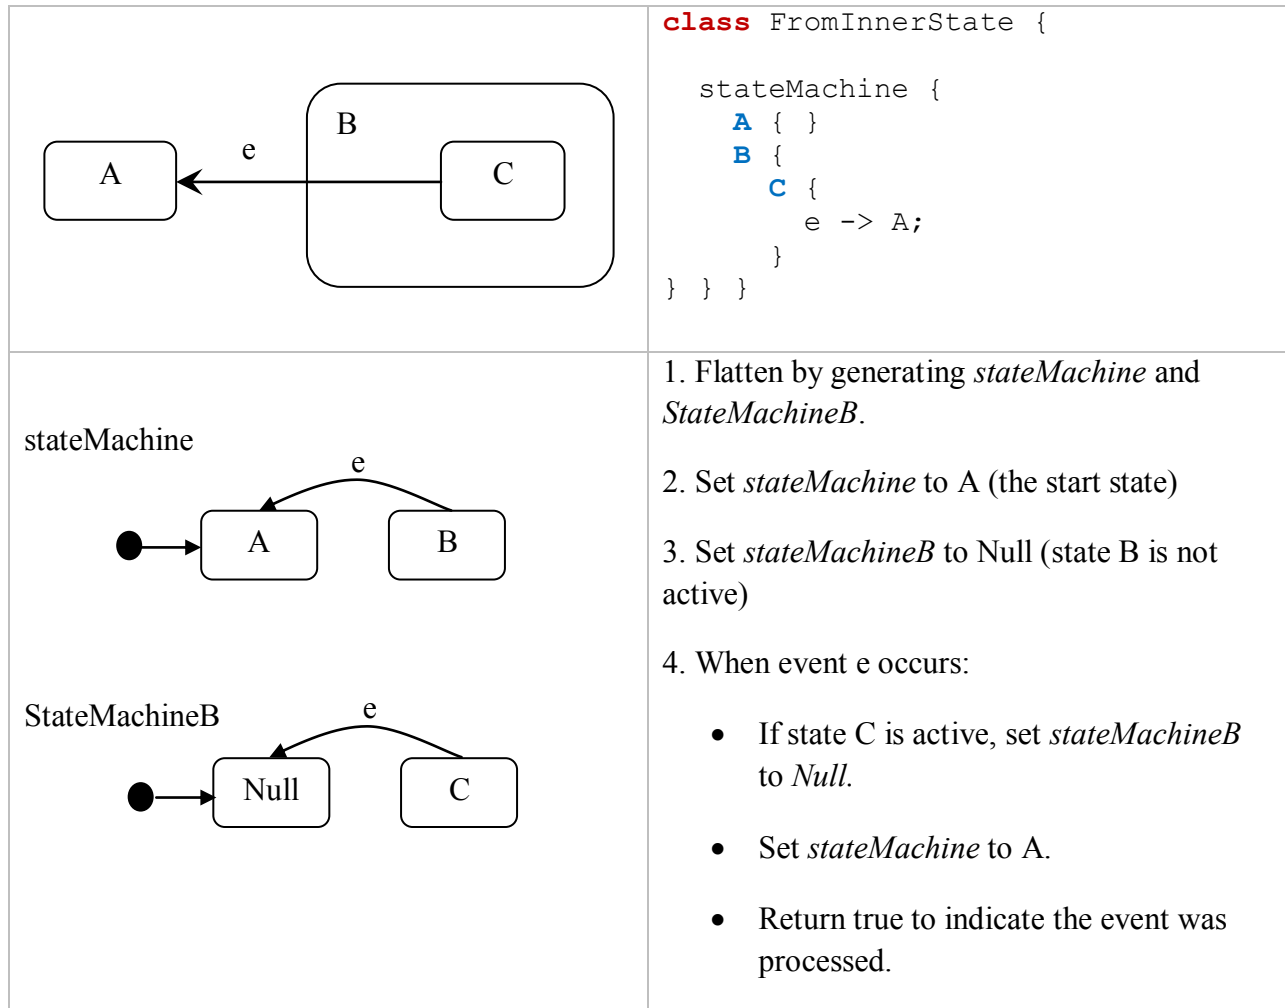 B
e
A
C
class FromInnerState {
stateMachine {
A { }
B {
C {
e -> A;
}
} } }
stateMachine
e
A
B
StateMachineB
e
Null
C
1. Flatten by generating stateMachine and
StateMachineB.
2. Set stateMachine to A (the start state)
3. Set stateMachineB to Null (state B is not
active)
4. When event e occurs:
• If state C is active, set stateMachineB
to Null.
• Set stateMachine to A.
• Return true to indicate the event was
processed.